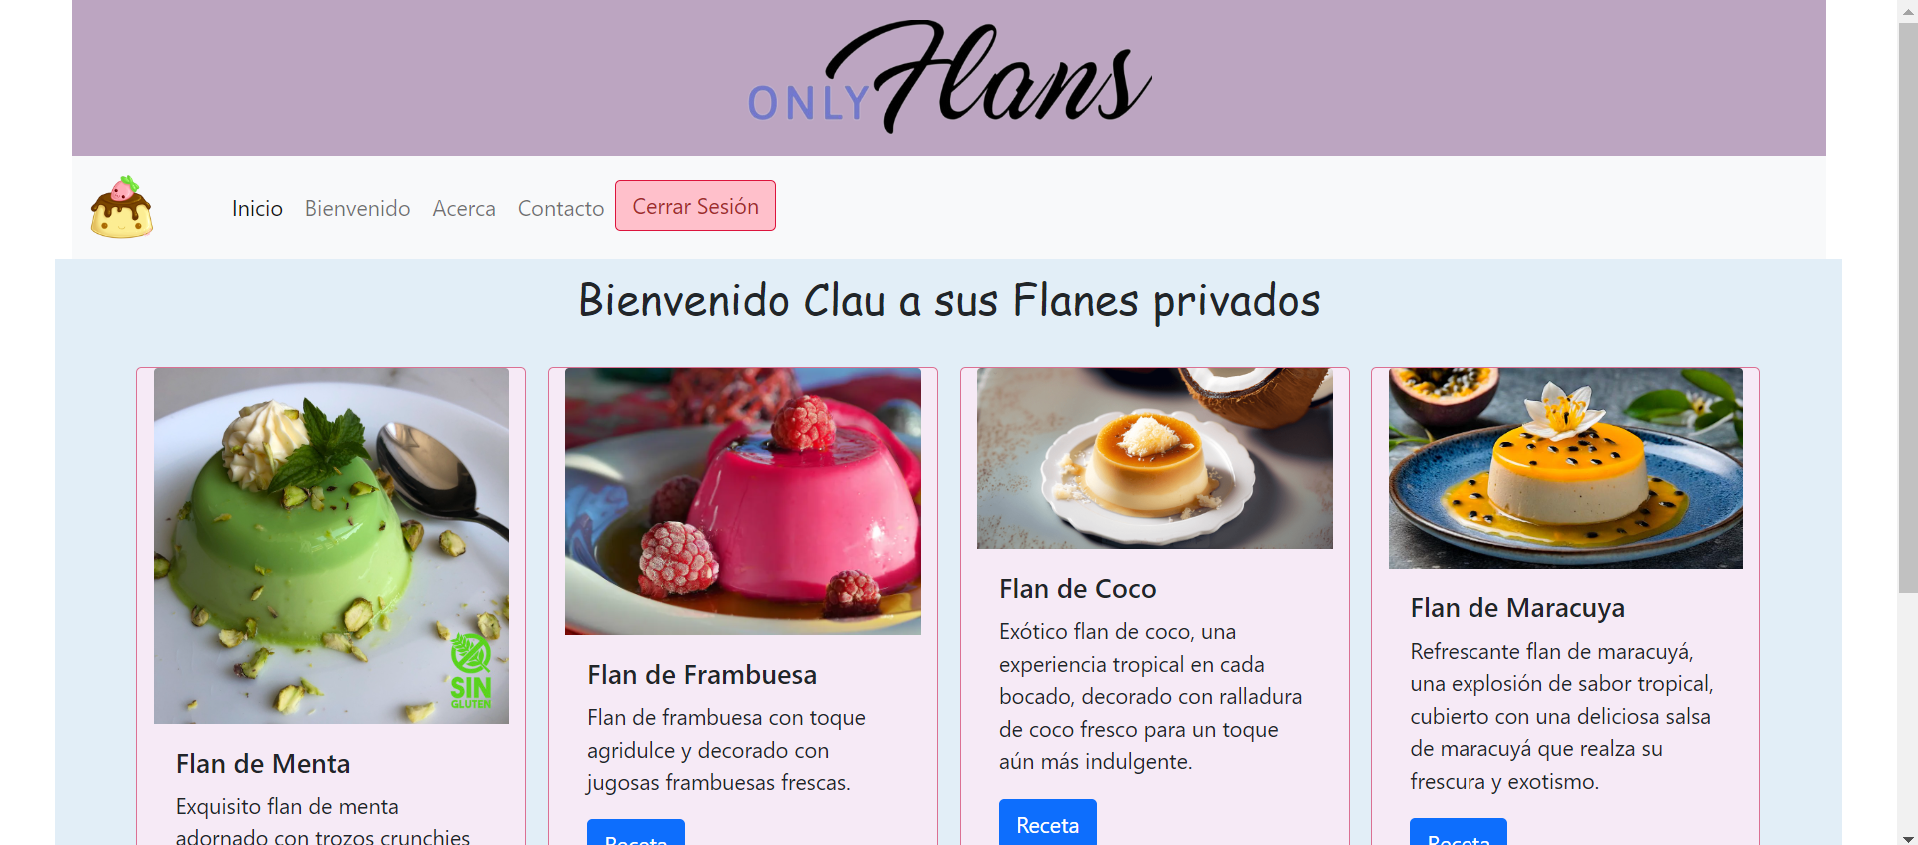 ONLY Flans
Inicio Bienvenido Acerca Contacto Cerrar Sesión
Bienvenido Clau a sus Flanes privados
SIN
GLUTEN
Flan de Menta
Exquisito flan de menta
adornado con trozos crunchies
Flan de Frambuesa
Flan de frambuesa con toque
agridulce y decorado con
jugosas frambuesas frescas.
Receta
Flan de Coco
Exótico flan de coco, una
experiencia tropical en cada
bocado, decorado con ralladura
de coco fresco para un toque
aún más indulgente.
Receta
Flan de Maracuya
Refrescante flan de maracuyá,
una explosión de sabor tropical,
cubierto con una deliciosa salsa
de maracuyá que realza su
frescura y exotismo.
Receta